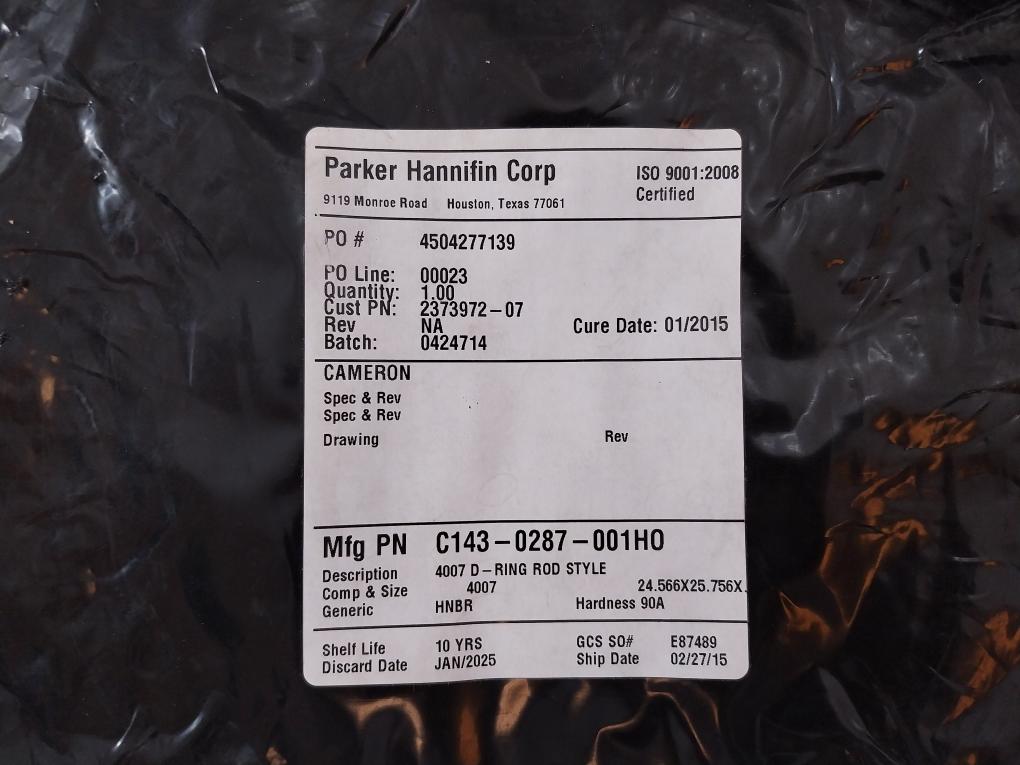 Parker Hannifin Corp ISO 9001:2008
Certified
9119 Monroe Road Houston, Texas 77061
PO # 4504277139
PO Line: 00023
Quantity: 1.00
Cust PN: 2373972-07
Rev NA Cure Date: 01/2015
Batch: 0424714
CAMERON
Spec & Rev
Spec & Rev
Drawing Rev
Mfg PN C143-0287-001HO
Description 4007 D-RING ROD STYLE
Comp & Size 4007 24.566X25.756X.
Generic HNBR Hardness 90A
Shelf Life 10 YRS GCS SO# E87489
Discard Date JAN/2025 Ship Date 02/27/15